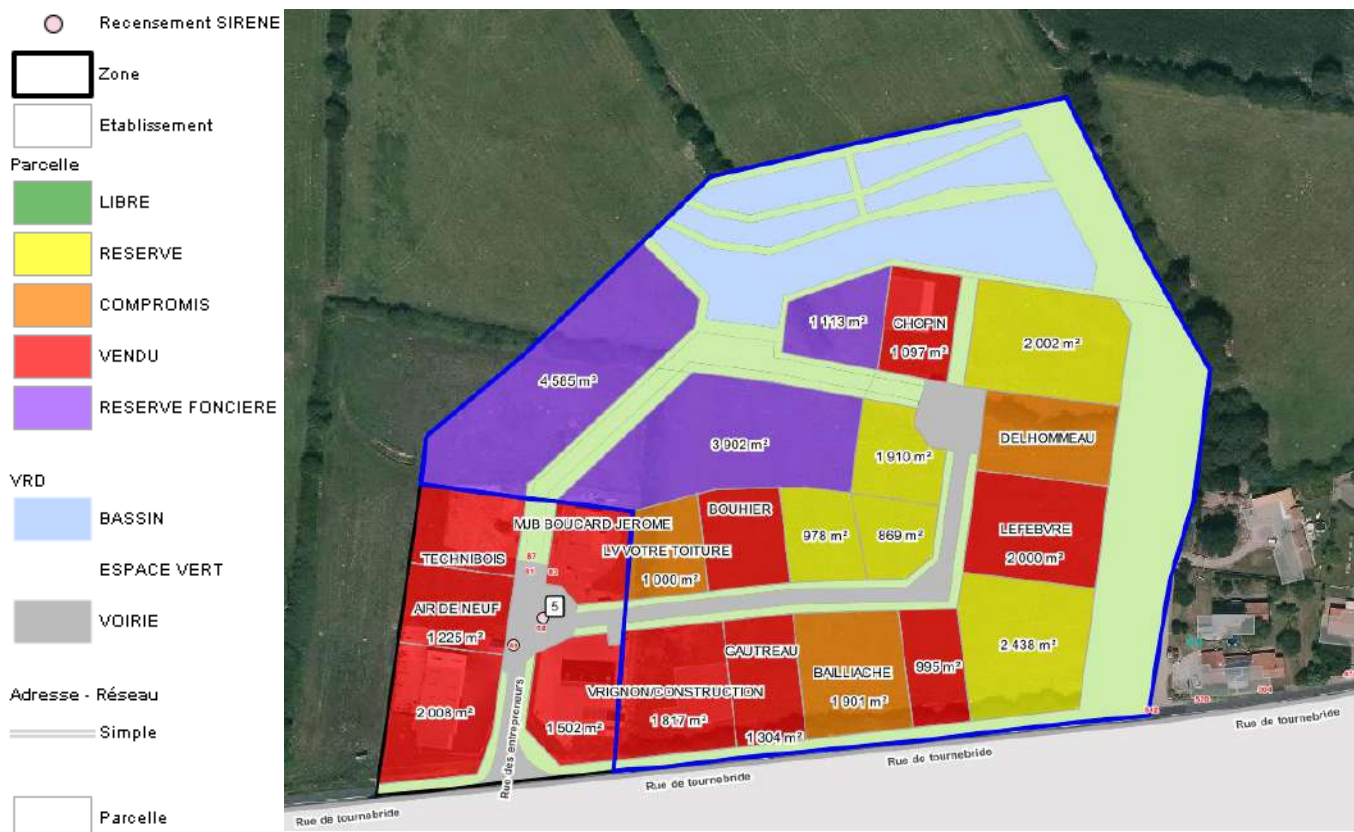 Recensement SIRENE
Zone
Etablissement
Parcelle
LIBRE
RESERVE
COMPROMIS
VENDU
RESERVE FONCIERE
VRD
BASSIN
ESPACE VERT
VOIRIE
Adresse - Réseau
Simple
Parcelle
1 113 m²
CHOPIN
1 097 m²
2 002 m²
4 585 m²
3 902 m²
1 910 m²
DELHOMMEAU
MJB BOUCARD JEROME
BOUHIER
TECHNIBOIS
LV VOTRE TOITURE
978 m²
869 m²
LEFEBVRE
2 000 m²
1 000 m²
87
91
5
AIR DE NEUF
1 225 m²
GAUTREAU
BAILLIACHE
995 m²
2 438 m²
VRIGNON/CONSTRUCTION
2 008 m²
1 502 m²
1 817 m²
1 304 m²
1 901 m²
Rue des entrepreneurs
Rue de tournebride
Rue de tournebride
Rue de tournebride
Rue de tournebride